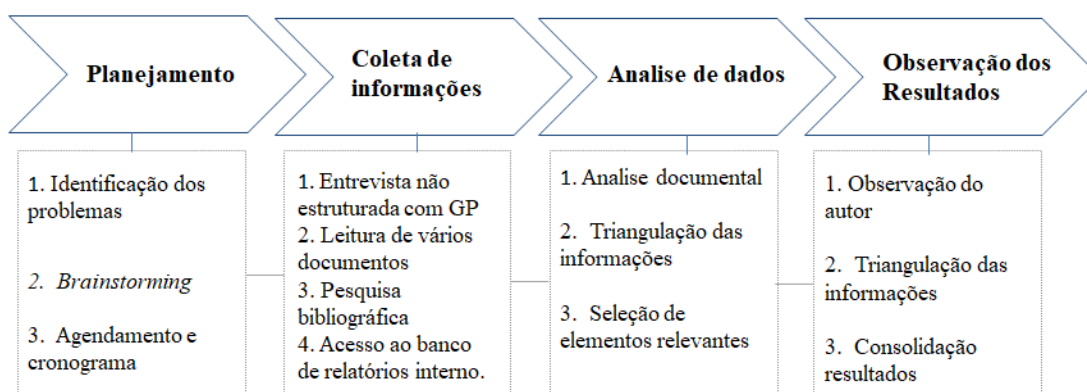 Planejamento
Coleta de
informações
Analise de dados
Observação dos
Resultados
1. Identificação dos
problemas
2. Brainstorming
3. Agendamento e
cronograma
1. Entrevista não
estruturada com GP
2. Leitura de vários
documentos
3. Pesquisa
bibliográfica
4. Acesso ao banco
de relatórios interno.
1. Analise documental
2. Triangulação das
informações
3. Seleção de
elementos relevantes
1. Observação do
autor
2. Triangulação das
informações
3. Consolidação
resultados